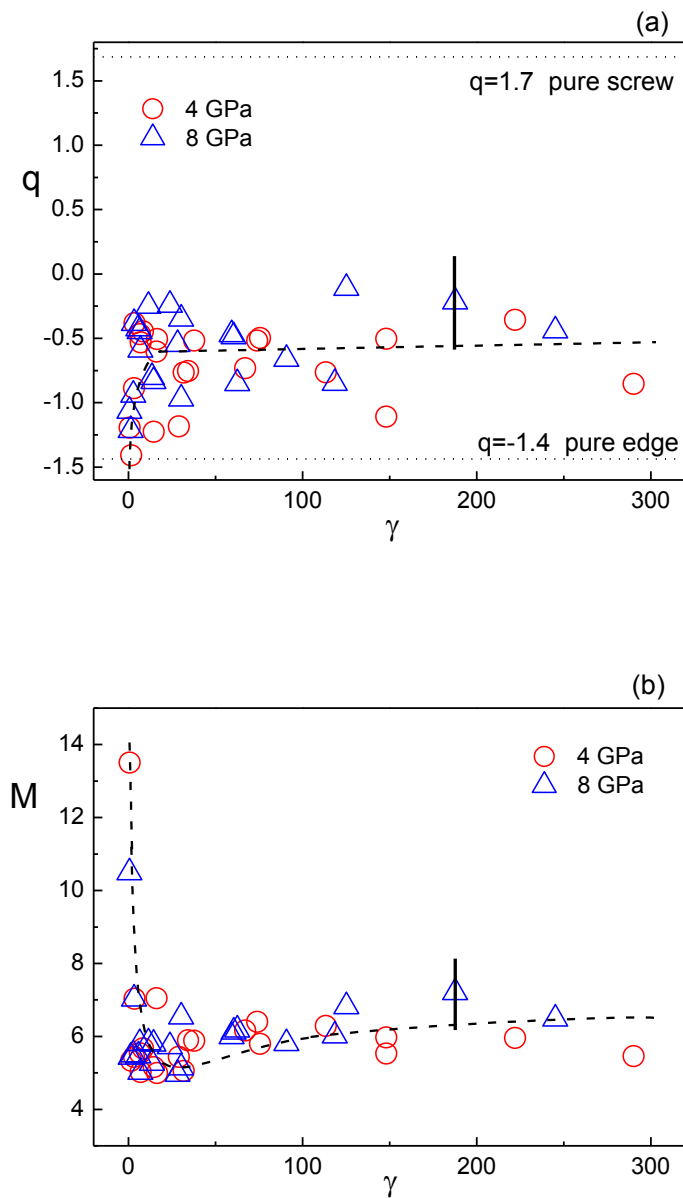 (a)
1.5
q=1.7 pure screw
4 GPa
8 GPa
1.0
q
0.5
0.0
-0.5
-1.0
q=-1.4 pure edge
-1.5
0 100 200 300
γ
(b)
14
4 GPa
M
8 GPa
12
10
8
6
4
0 100 200 300
γ